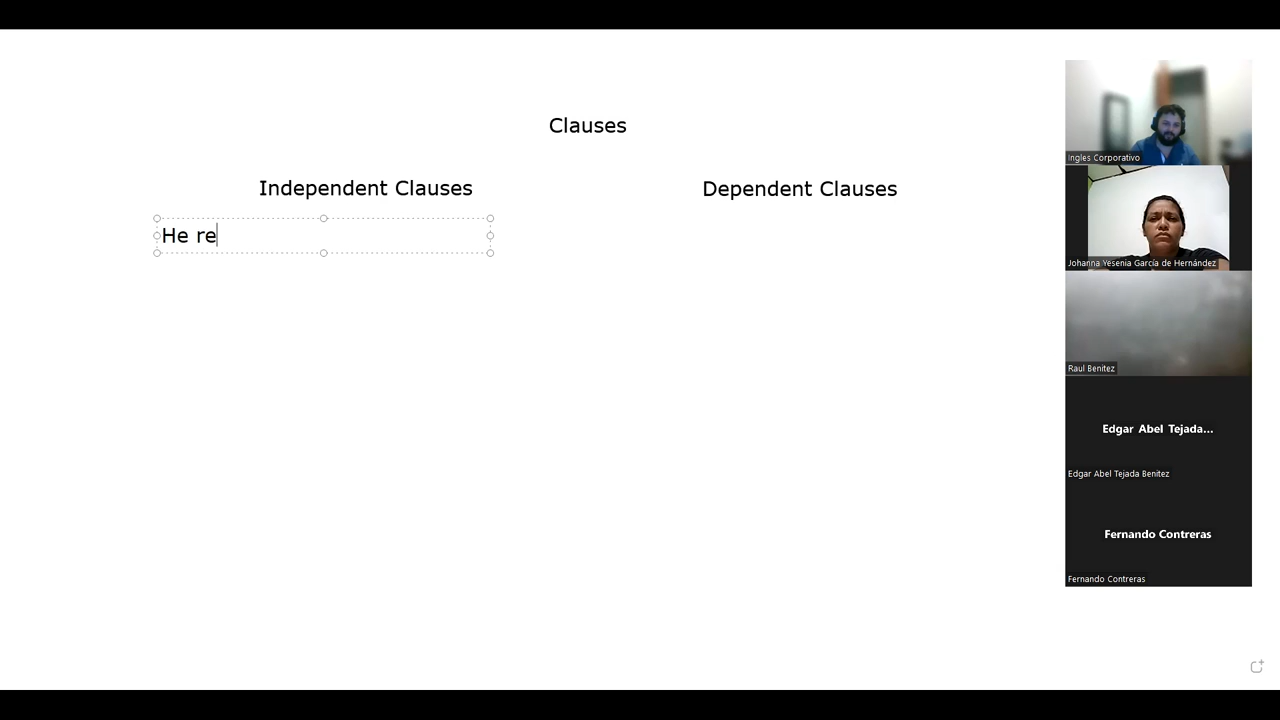 Clauses
Independent Clauses
Dependent Clauses
He re
Ingles Corporativo
Johanna Yesenia García de Hernández
Raul Benitez
Edgar Abel Tejada...
Edgar Abel Tejada Benitez
Fernando Contreras
Fernando Contreras